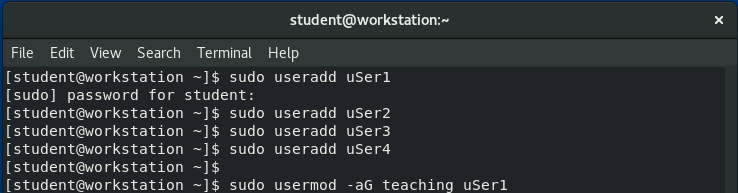 student@workstation:~ ×
File Edit View Search Terminal Help
[student@workstation ~]$ sudo useradd uSer1
[sudo] password for student:
[student@workstation ~]$ sudo useradd uSer2
[student@workstation ~]$ sudo useradd uSer3
[student@workstation ~]$ sudo useradd uSer4
[student@workstation ~]$
[student@workstation ~]$ sudo usermod -aG teaching uSer1